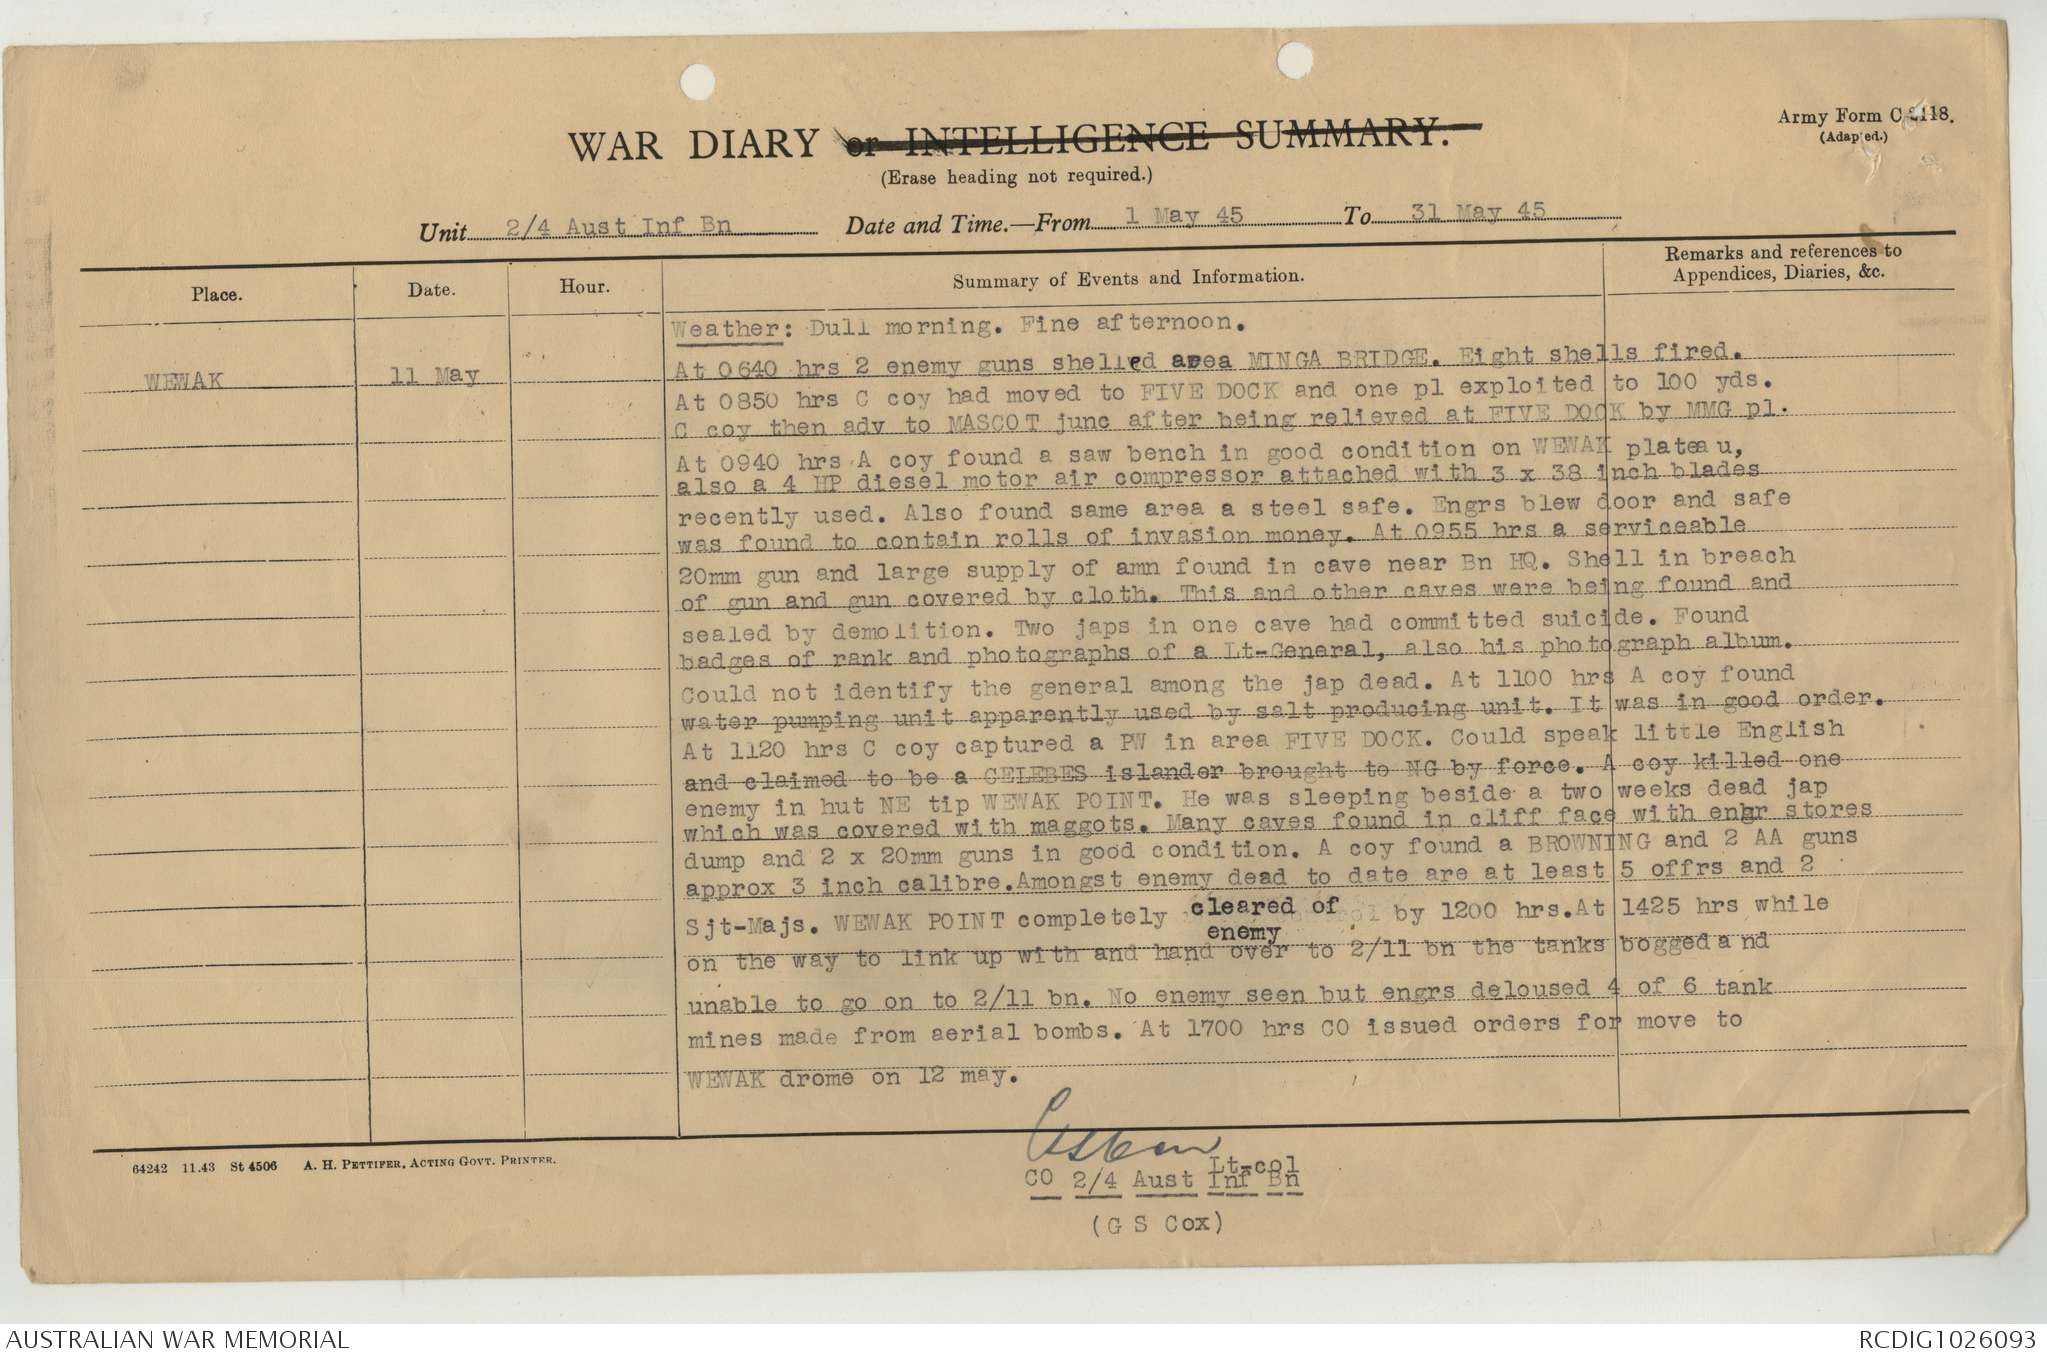 Army Form C 2118.
(Adapted.)
WAR DIARY or INTELLIGENCE SUMMARY.
(Erase heading not required.)
Unit 2/4 Aust Inf Bn Date and Time.—From 1 May 45 To 31 May 45
Place. Date. Hour. Summary of Events and Information. Remarks and references to Appendices, Diaries, &c.
Weather: Dull morning. Fine afternoon.
WEWAK 11 May At 0640 hrs 2 enemy guns shelled area MINGA BRIDGE. Eight shells fired.
At 0850 hrs C coy had moved to FIVE DOCK and one pl exploited to 100 yds.
C coy then adv to MASCOT junc after being relieved at FIVE DOCK by MMG pl.
At 0940 hrs A coy found a saw bench in good condition on WEWAK plateau,
also a 4 HP diesel motor air compressor attached with 3 x 38 inch blades
recently used. Also found same area a steel safe. Engrs blew door and safe
was found to contain rolls of invasion money. At 0955 hrs a serviceable
20mm gun and large supply of amn found in cave near Bn HQ. Shell in breach
of gun and gun covered by cloth. This and other caves were being found and
sealed by demolition. Two japs in one cave had committed suicide. Found
badges of rank and photographs of a Lt-General, also his photograph album.
Could not identify the general among the jap dead. At 1100 hrs A coy found
water pumping unit apparently used by salt producing unit. It was in good order.
At 1120 hrs C coy captured a PW in area FIVE DOCK. Could speak little English
and claimed to be a CELEBES islander brought to NG by force. A coy killed one
enemy in hut NE tip WEWAK POINT. He was sleeping beside a two weeks dead jap
which was covered with maggots. Many caves found in cliff face with engr stores
dump and 2 x 20mm guns in good condition. A coy found a BROWNING and 2 AA guns
approx 3 inch calibre.Amongst enemy dead to date are at least 5 offrs and 2
Sjt-Majs. WEWAK POINT completely cleared of enemy by 1200 hrs.At 1425 hrs while
on the way to link up with and hand over to 2/11 bn the tanks bogged and
unable to go on to 2/11 bn. No enemy seen but engrs deloused 4 of 6 tank
mines made from aerial bombs. At 1700 hrs CO issued orders for move to
WEWAK drome on 12 may.
Lt-col
CO 2/4 Aust Inf Bn
(G S Cox)
64242 11.43 St 4506 A. H. PETTIFER, ACTING GOVT. PRINTER.
AUSTRALIAN WAR MEMORIAL
RCDIG1026093